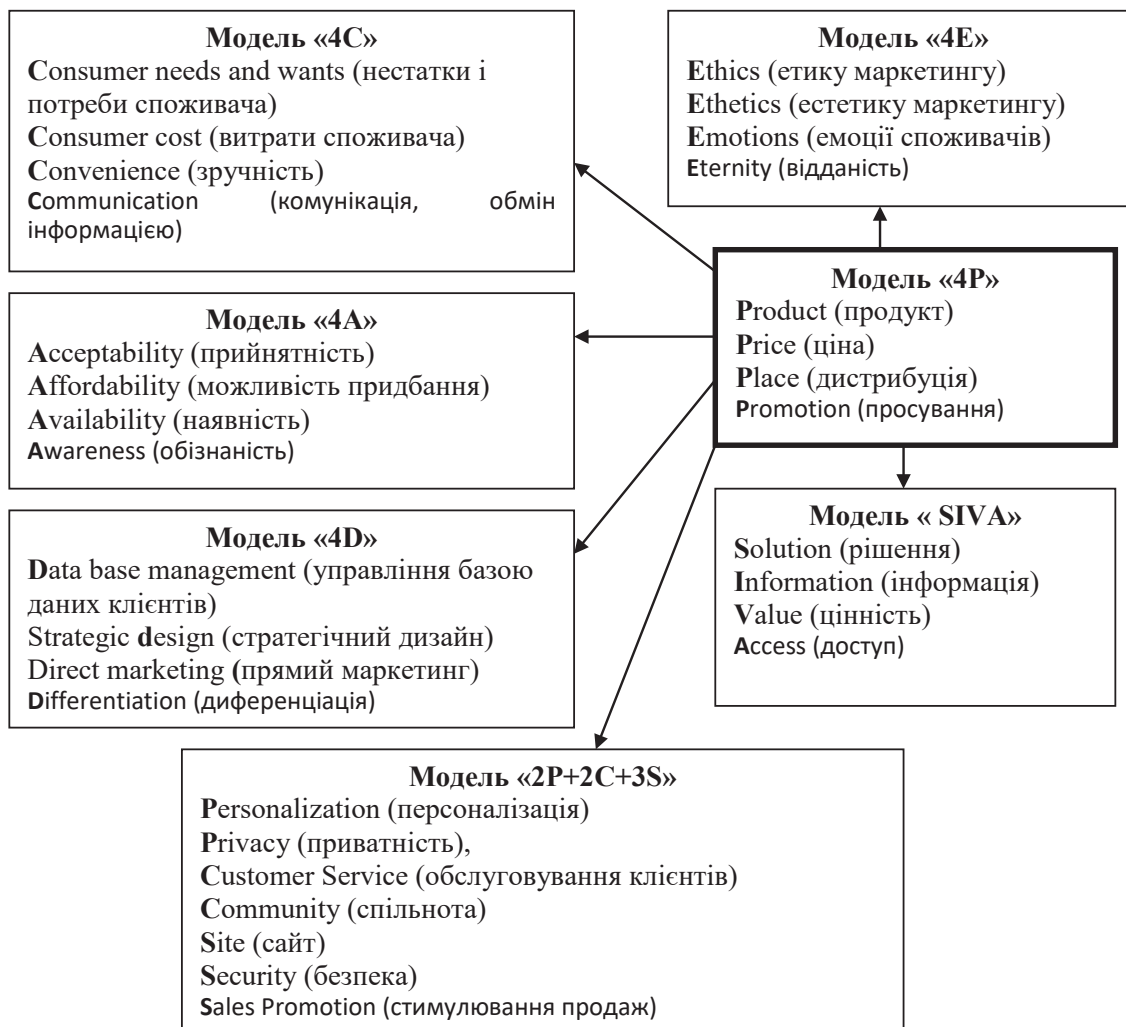 Модель «4С»
Consumer needs and wants (нестатки і
потреби споживача)
Consumer cost (витрати споживача)
Convenience (зручність)
Communication (комунікація, обмін
інформацією)
Модель «4Е»
Ethics (етику маркетингу)
Ethetics (естетику маркетингу)
Emotions (емоції споживачів)
Eternity (відданість)
Модель «4А»
Acceptability (прийнятність)
Affordability (можливість придбання)
Availability (наявність)
Awareness (обізнаність)
Модель «4Р»
Product (продукт)
Price (ціна)
Place (дистрибуція)
Promotion (просування)
Модель «4D»
Data base management (управління базою
даних клієнтів)
Strategic design (стратегічний дизайн)
Direct marketing (прямий маркетинг)
Differentiation (диференціація)
Модель « SIVA»
Solution (рішення)
Information (інформація)
Value (цінність)
Access (доступ)
Модель «2P+2C+3S»
Personalization (персоналізація)
Privacy (приватність),
Customer Service (обслуговування клієнтів)
Community (спільнота)
Site (сайт)
Security (безпека)
Sales Promotion (стимулювання продаж)